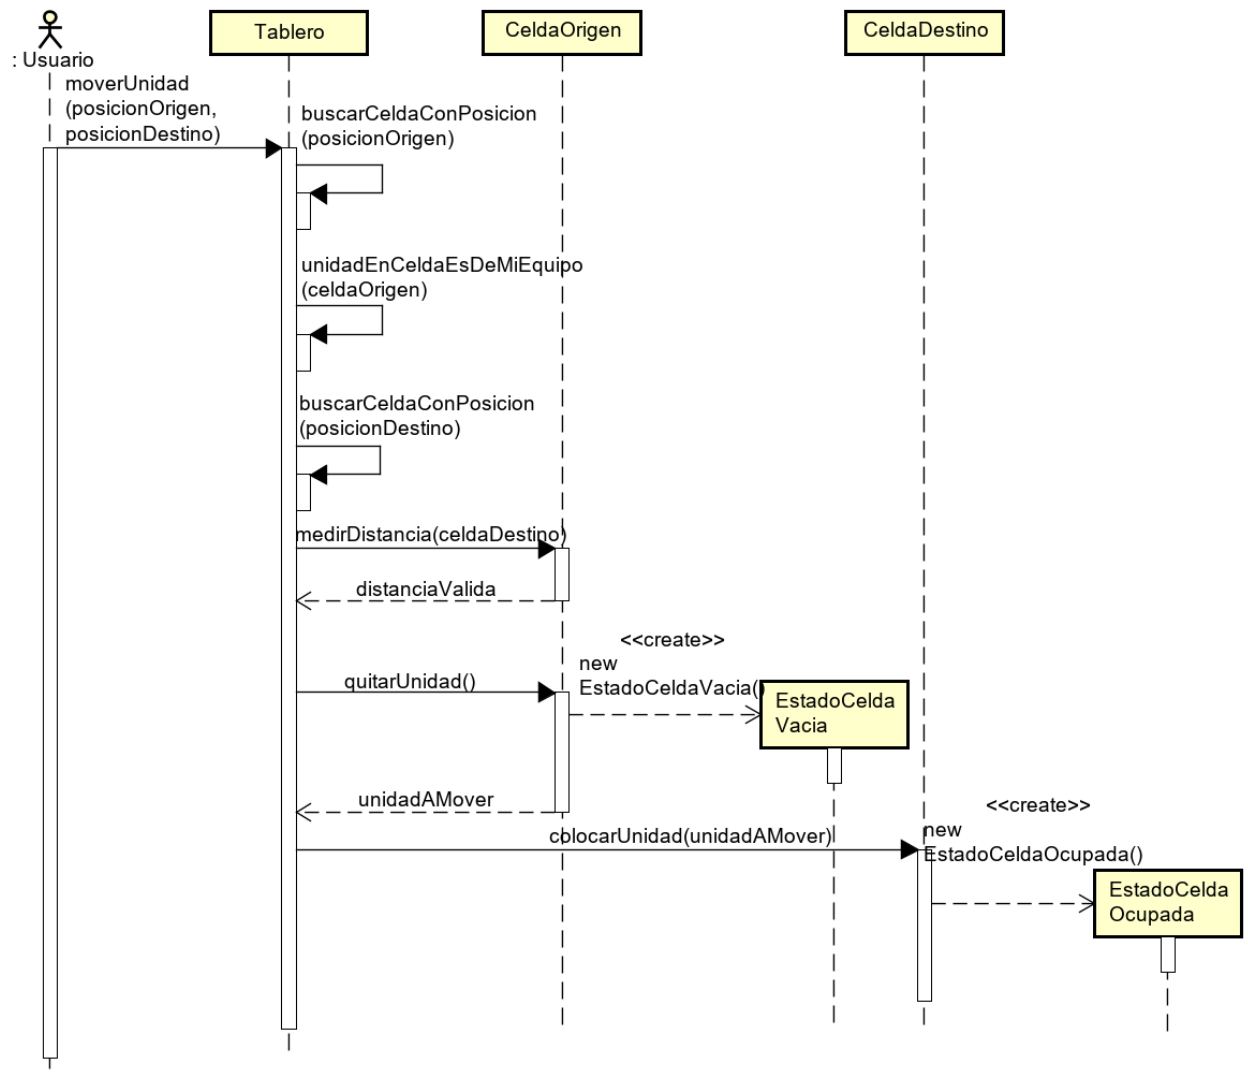 Tablero
CeldaOrigen
CeldaDestino
: Usuario
moverUnidad
(posicionOrigen,
posicionDestino)
buscarCeldaConPosicion
(posicionOrigen)
unidadEnCeldaEsDeMiEquipo
(celdaOrigen)
buscarCeldaConPosicion
(posicionDestino)
medirDistancia(celdaDestino)
distanciaValida
<<create>>
new
EstadoCeldaVacia()
quitarUnidad()
EstadoCelda
Vacia
unidadAMover
<<create>>
colocarUnidad(unidadAMover)
new
EstadoCeldaOcupada()
EstadoCelda
Ocupada